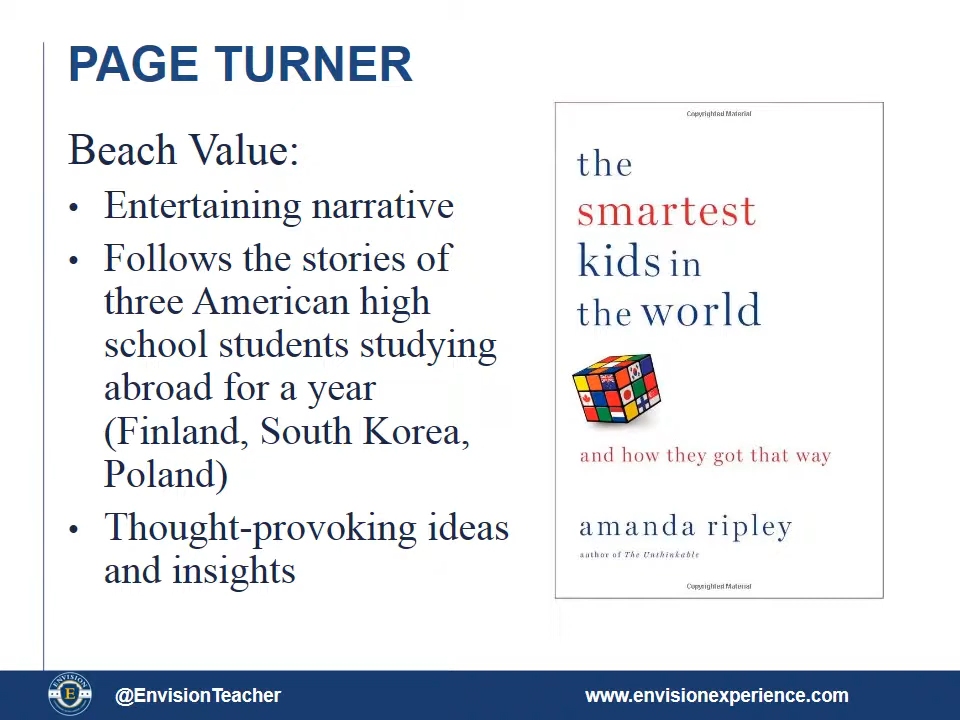 PAGE TURNER
Beach Value:
• Entertaining narrative
• Follows the stories of
three American high
school students studying
abroad for a year
(Finland, South Korea,
Poland)
• Thought-provoking ideas
and insights
Copyrighted Material
the
smartest
kids in
the world
and how they got that way
amanda ripley
author of The Unthinkable
Copyrighted Material
ENVISION
E
@EnvisionTeacher
www.envisionexperience.com